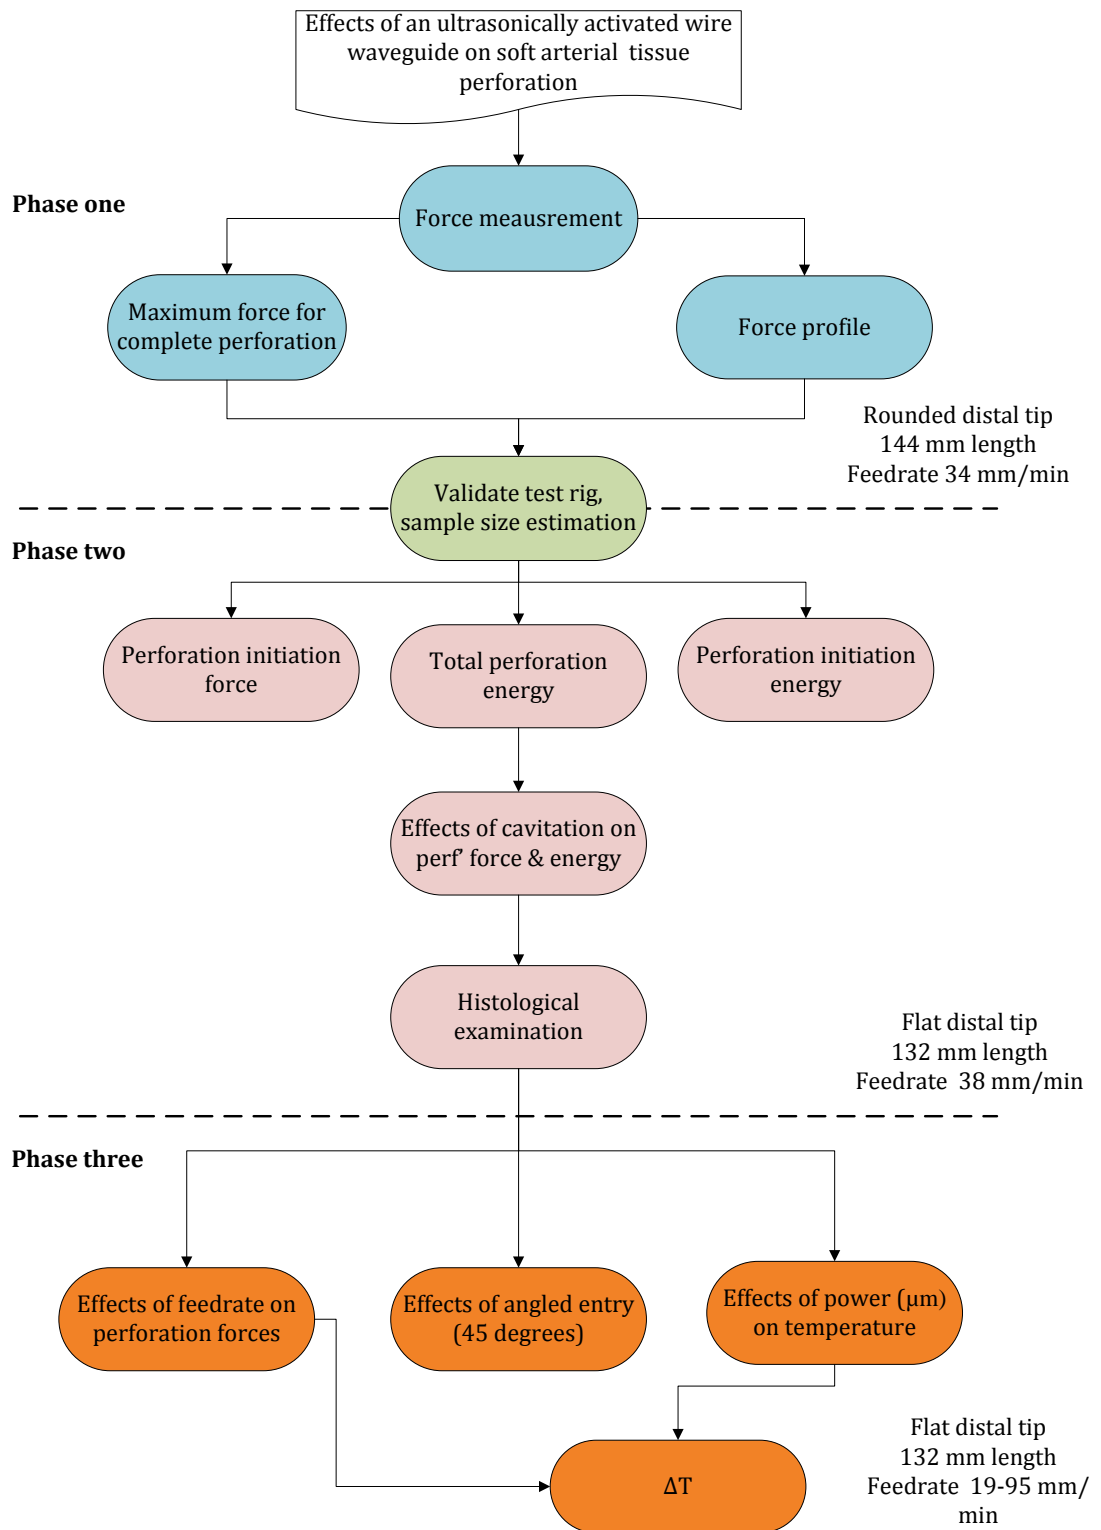 Effects of an ultrasonically activated wire
waveguide on soft arterial tissue
perforation
Phase one
Force meausrement
Maximum force for
complete perforation
Force profile
Rounded distal tip
144 mm length
Feedrate 34 mm/min
Validate test rig,
sample size estimation
Phase two
Perforation initiation
force
Total perforation
energy
Perforation initiation
energy
Effects of cavitation on
perf' force & energy
Histological
examination
Flat distal tip
132 mm length
Feedrate 38 mm/min
Phase three
Effects of feedrate on
perforation forces
Effects of angled entry
(45 degrees)
Effects of power (μm)
on temperature
Flat distal tip
132 mm length
Feedrate 19-95 mm/
min
ΔT